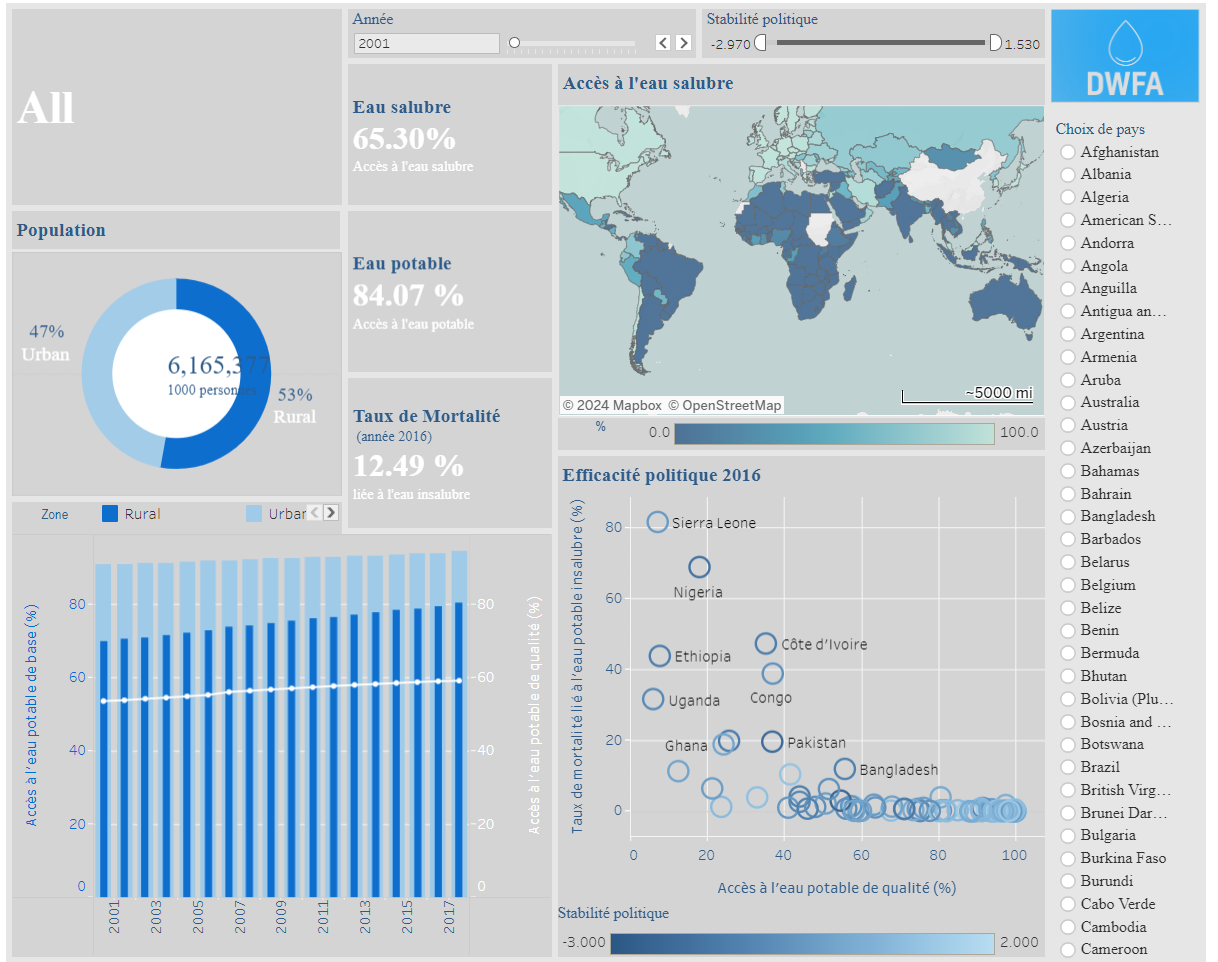 All
Année
2001
Stabilité politique
-2.970
1.530
DWFA
Eau salubre
65.30%
Accès à l'eau salubre
Population
47%
Urban
6,165,377
1000 personnes
53%
Rural
Eau potable
84.07 %
Accès à l'eau potable
Taux de Mortalité
(année 2016)
12.49 %
liée à l'eau insalubre
Accès à l'eau salubre
© 2024 Mapbox © OpenStreetMap
~5000 mi
%
0.0
100.0
Zone
Rural
Urbar
Accès à l'eau potable de base (%)
80
60
40
20
0
80
60
40
20
0
Accès à l'eau potable de qualité (%)
2001
2003
2005
2007
2009
2011
2013
2015
2017
Efficacité politique 2016
Taux de mortalité lié à l'eau potable insalubre (%)
80
60
40
20
0
Sierra Leone
Nigeria
Côte d'Ivoire
Ethiopia
Congo
Uganda
Ghana
Pakistan
Bangladesh
0
20
40
60
80
100
Accès à l'eau potable de qualité (%)
Stabilité politique
-3.000
2.000
Choix de pays
Afghanistan
Albania
Algeria
American S…
Andorra
Angola
Anguilla
Antigua an…
Argentina
Armenia
Aruba
Australia
Austria
Azerbaijan
Bahamas
Bahrain
Bangladesh
Barbados
Belarus
Belgium
Belize
Benin
Bermuda
Bhutan
Bolivia (Plu…
Bosnia and …
Botswana
Brazil
British Virg…
Brunei Dar…
Bulgaria
Burkina Faso
Burundi
Cabo Verde
Cambodia
Cameroon